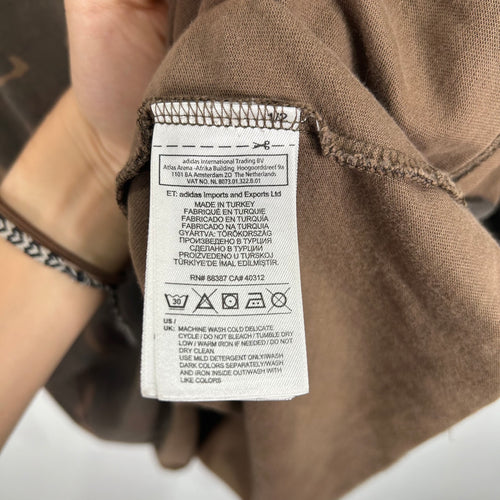 1/2
adidas International Trading BV
Atlas Arena -Afrika Building Hoogoorddreef 9a
1101 BA Amsterdam ZO The Netherlands
VAT NO. NL 8073.01.322.B.01
ET: adidas Imports and Exports Ltd
MADE IN TURKEY
FABRIQUÉ EN TURQUIE
FABRICADO EN TURQUÍA
FABRICADO NA TURQUIA
GYÁRTVA: TÖRÖKORSZÁG
ПРОИЗВЕДЕНО В ТУРЦИЯ
СДЕЛАНО В ТУРЦИИ
PROIZVEDENO U TURSKOJ
TÜRKİYE'DE İMAL EDİLMİŞTİR
RN# 88387 CA# 40312
30
US /
UK: MACHINE WASH COLD DELICATE
CYCLE / DO NOT BLEACH / TUMBLE DRY
LOW / WARM IRON IF NEEDED / DO NOT
DRY CLEAN
USE MILD DETERGENT ONLY/WASH
DARK COLORS SEPARATELY/WASH
AND IRON INSIDE OUT/WASH WITH
LIKE COLORS